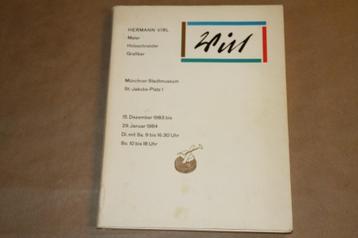 HERMANN VIRL
Maler
Holzschneider
Grafiker
Virl
Münchner Stadtmuseum
St.-Jakobs-Platz 1
15. Dezember 1983 bis
29. Januar 1984
Di. mit Sa. 9 bis 16.30 Uhr
So. 10 bis 18 Uhr